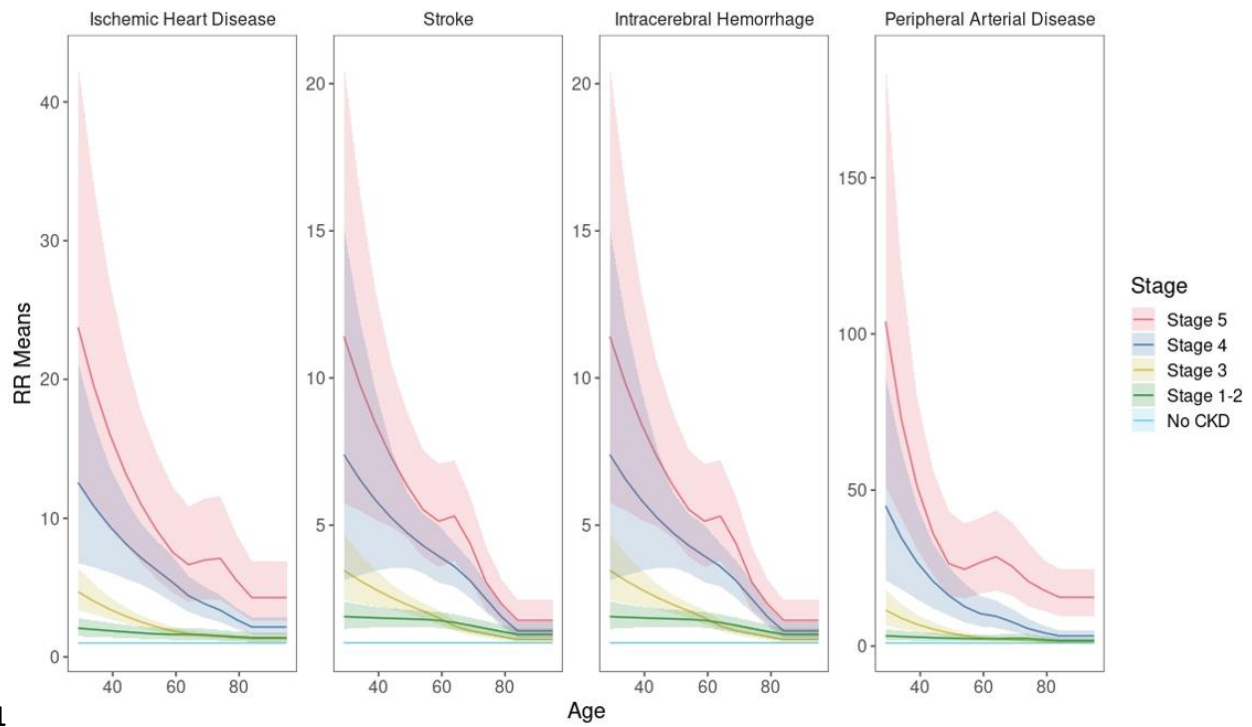 Ischemic Heart Disease
Stroke
Intracerebral Hemorrhage
Peripheral Arterial Disease
RR Means
40
30
20
10
0
20
15
10
5
20
15
10
5
150
100
50
0
40 60 80
40 60 80
40 60 80
40 60 80
Age
Stage
Stage 5
Stage 4
Stage 3
Stage 1-2
No CKD